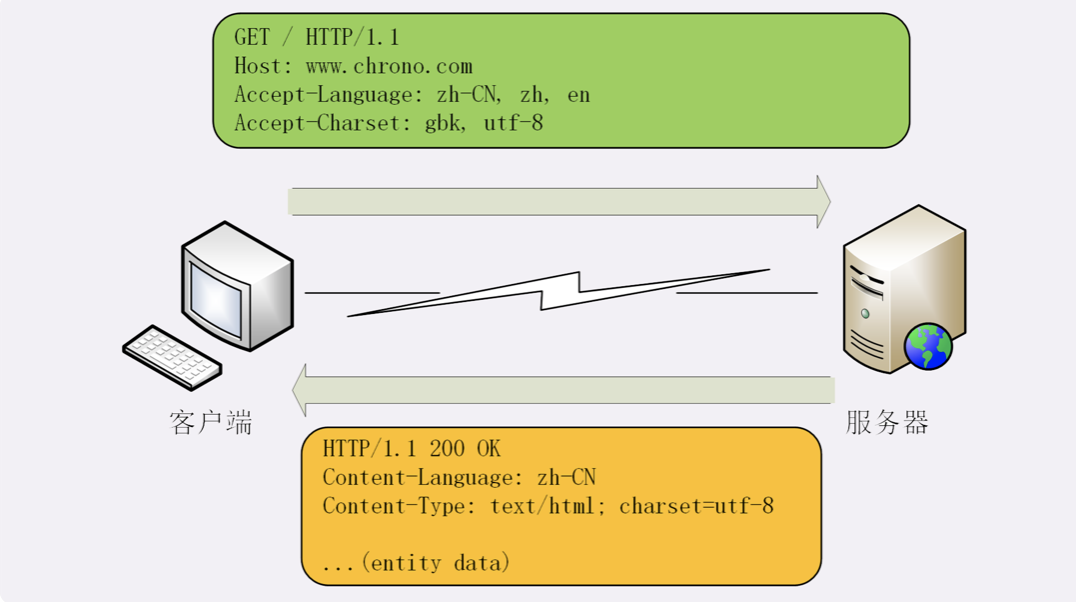 GET / HTTP/1.1
Host: www.chrono.com
Accept-Language: zh-CN, zh, en
Accept-Charset: gbk, utf-8
客户端
服务器
HTTP/1.1 200 OK
Content-Language: zh-CN
Content-Type: text/html; charset=utf-8
...(entity data)